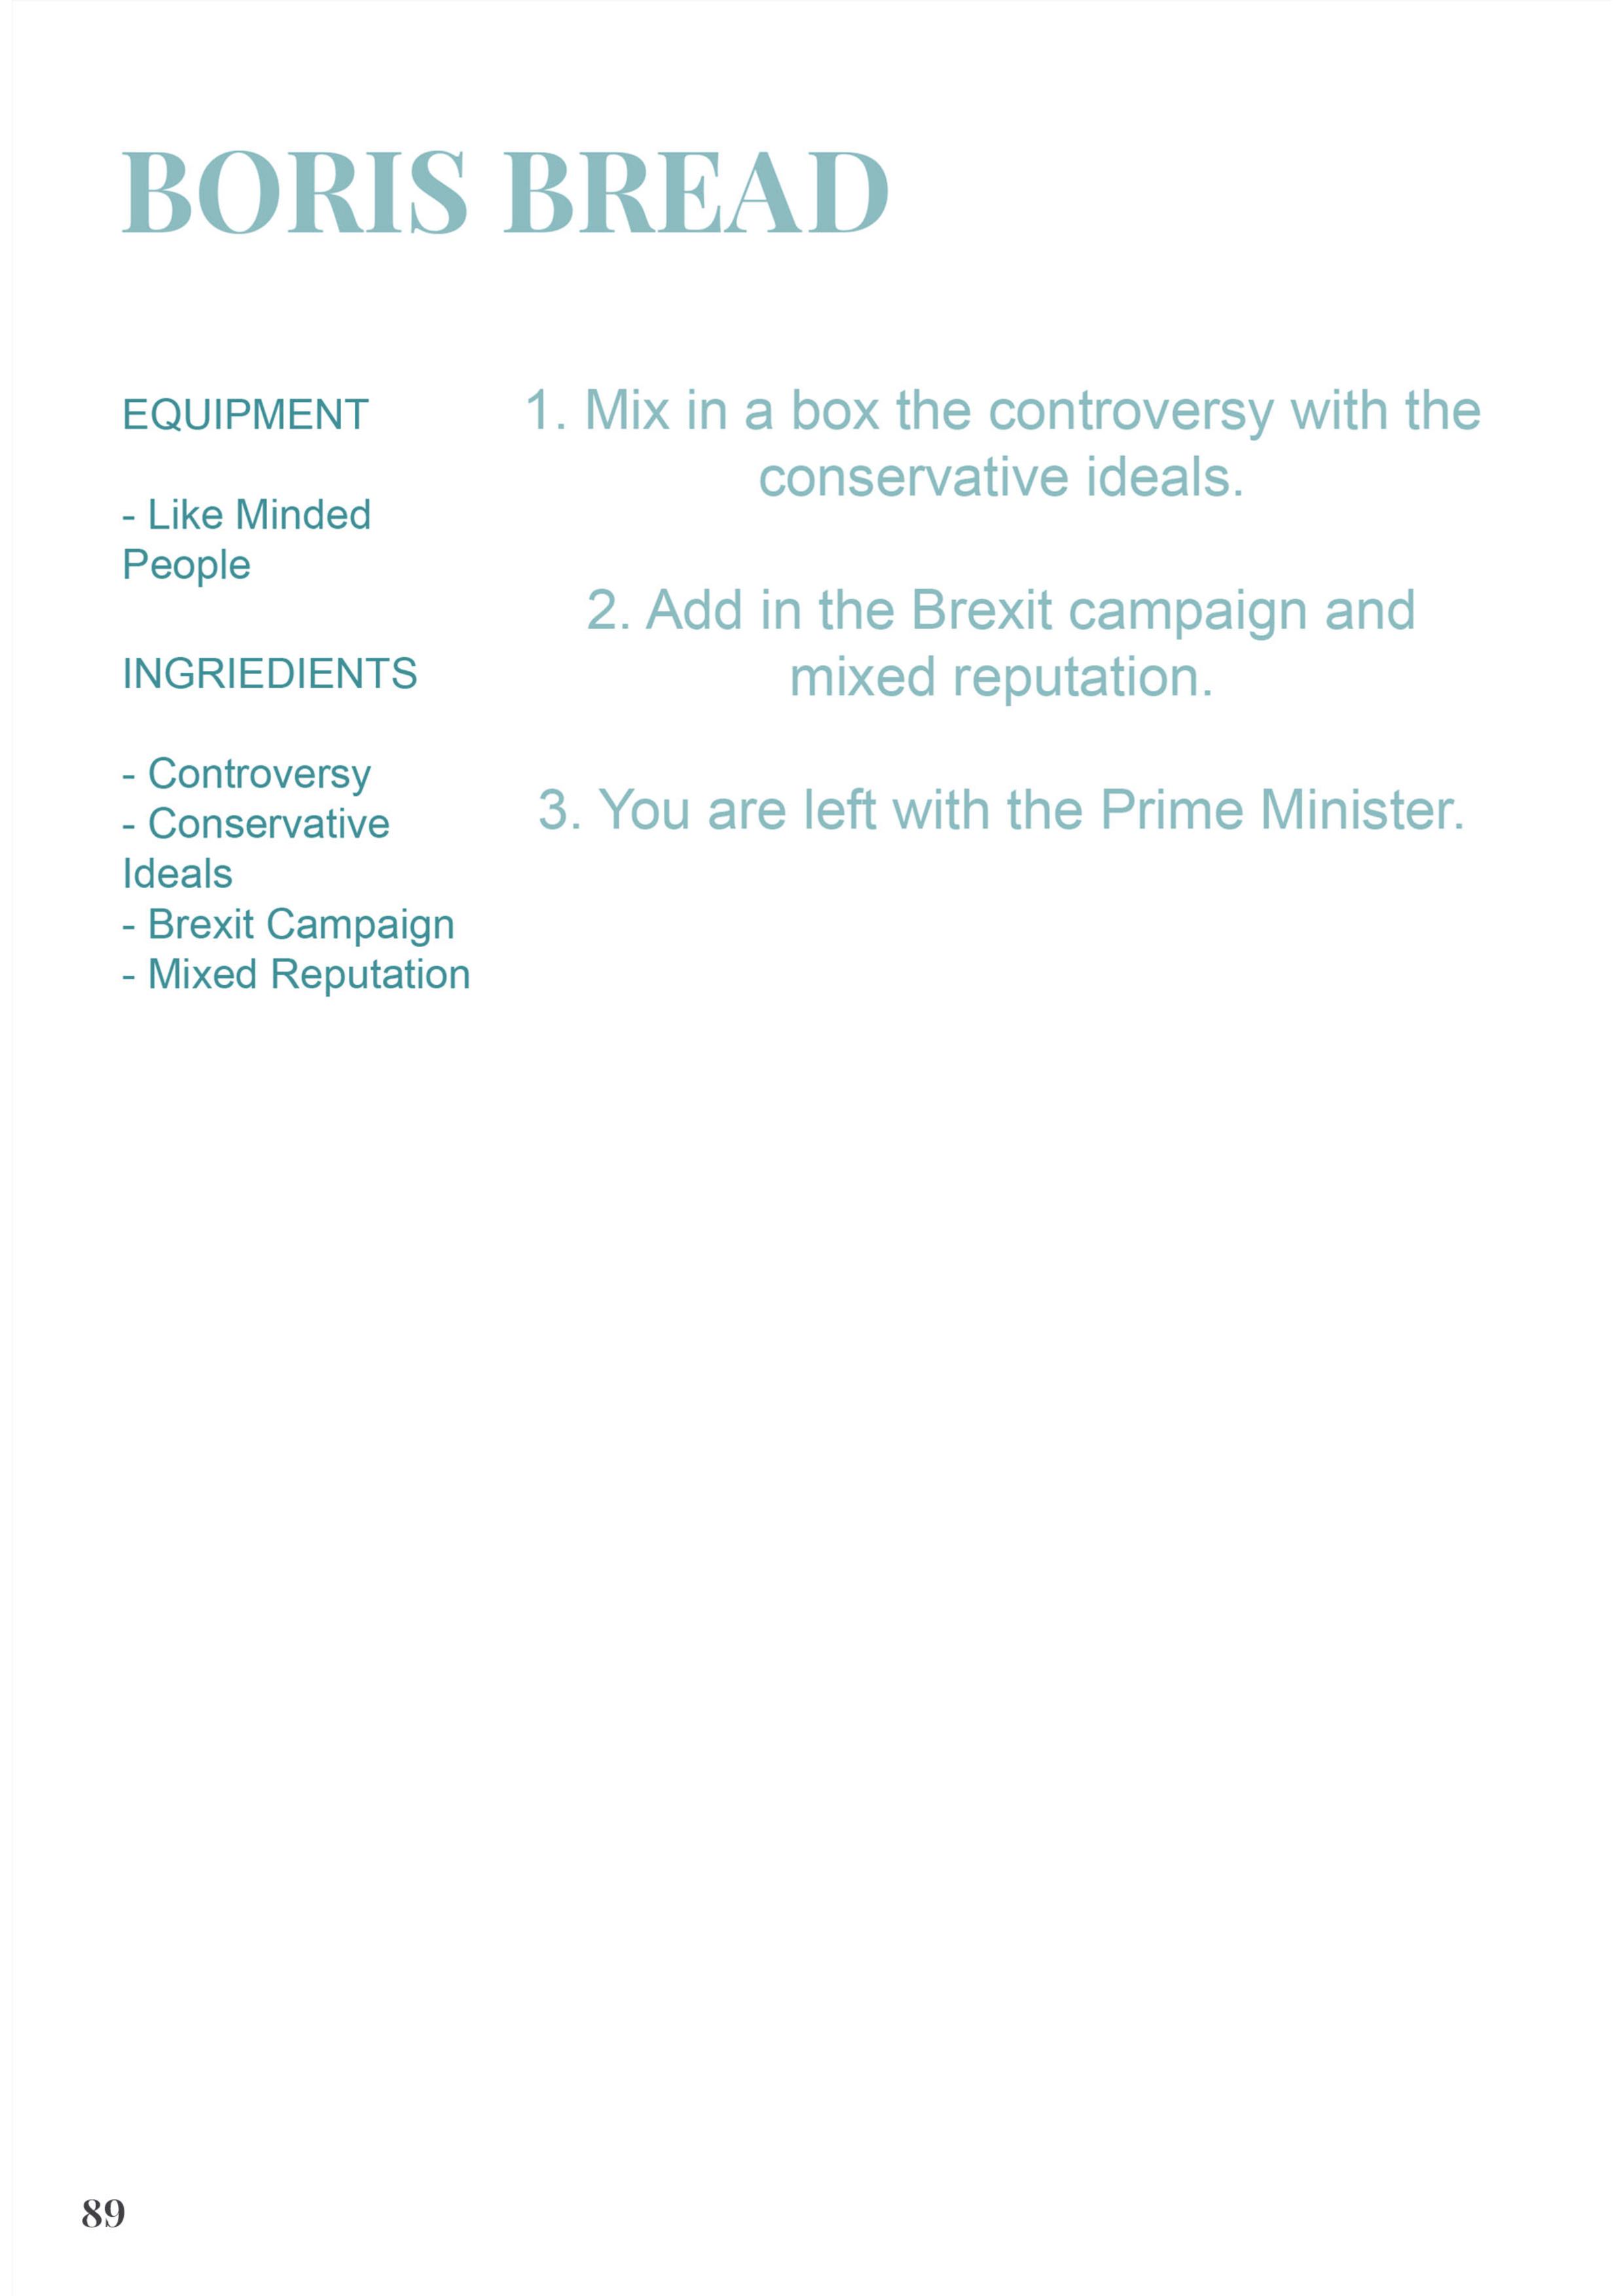 BORIS BREAD
EQUIPMENT
- Like Minded
People
INGRIEDIENTS
- Controversy
- Conservative
Ideals
- Brexit Campaign
- Mixed Reputation
1. Mix in a box the controversy with the
conservative ideals.
2. Add in the Brexit campaign and
mixed reputation.
3. You are left with the Prime Minister.
89